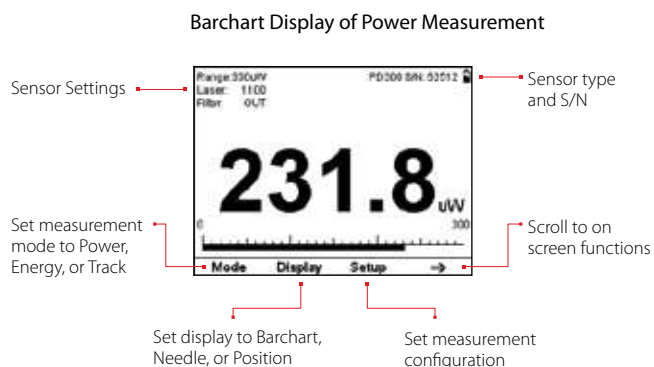 Barchart Display of Power Measurement
Sensor Settings
Range:330uW
Laser: 1100
Filter: OUT
PD300 S/N: 53512
Sensor type
and S/N
231.8 uW
0
300
Set measurement
mode to Power,
Energy, or Track
Scroll to on
screen functions
Mode Display Setup →
Set display to Barchart,
Needle, or Position
Set measurement
configuration